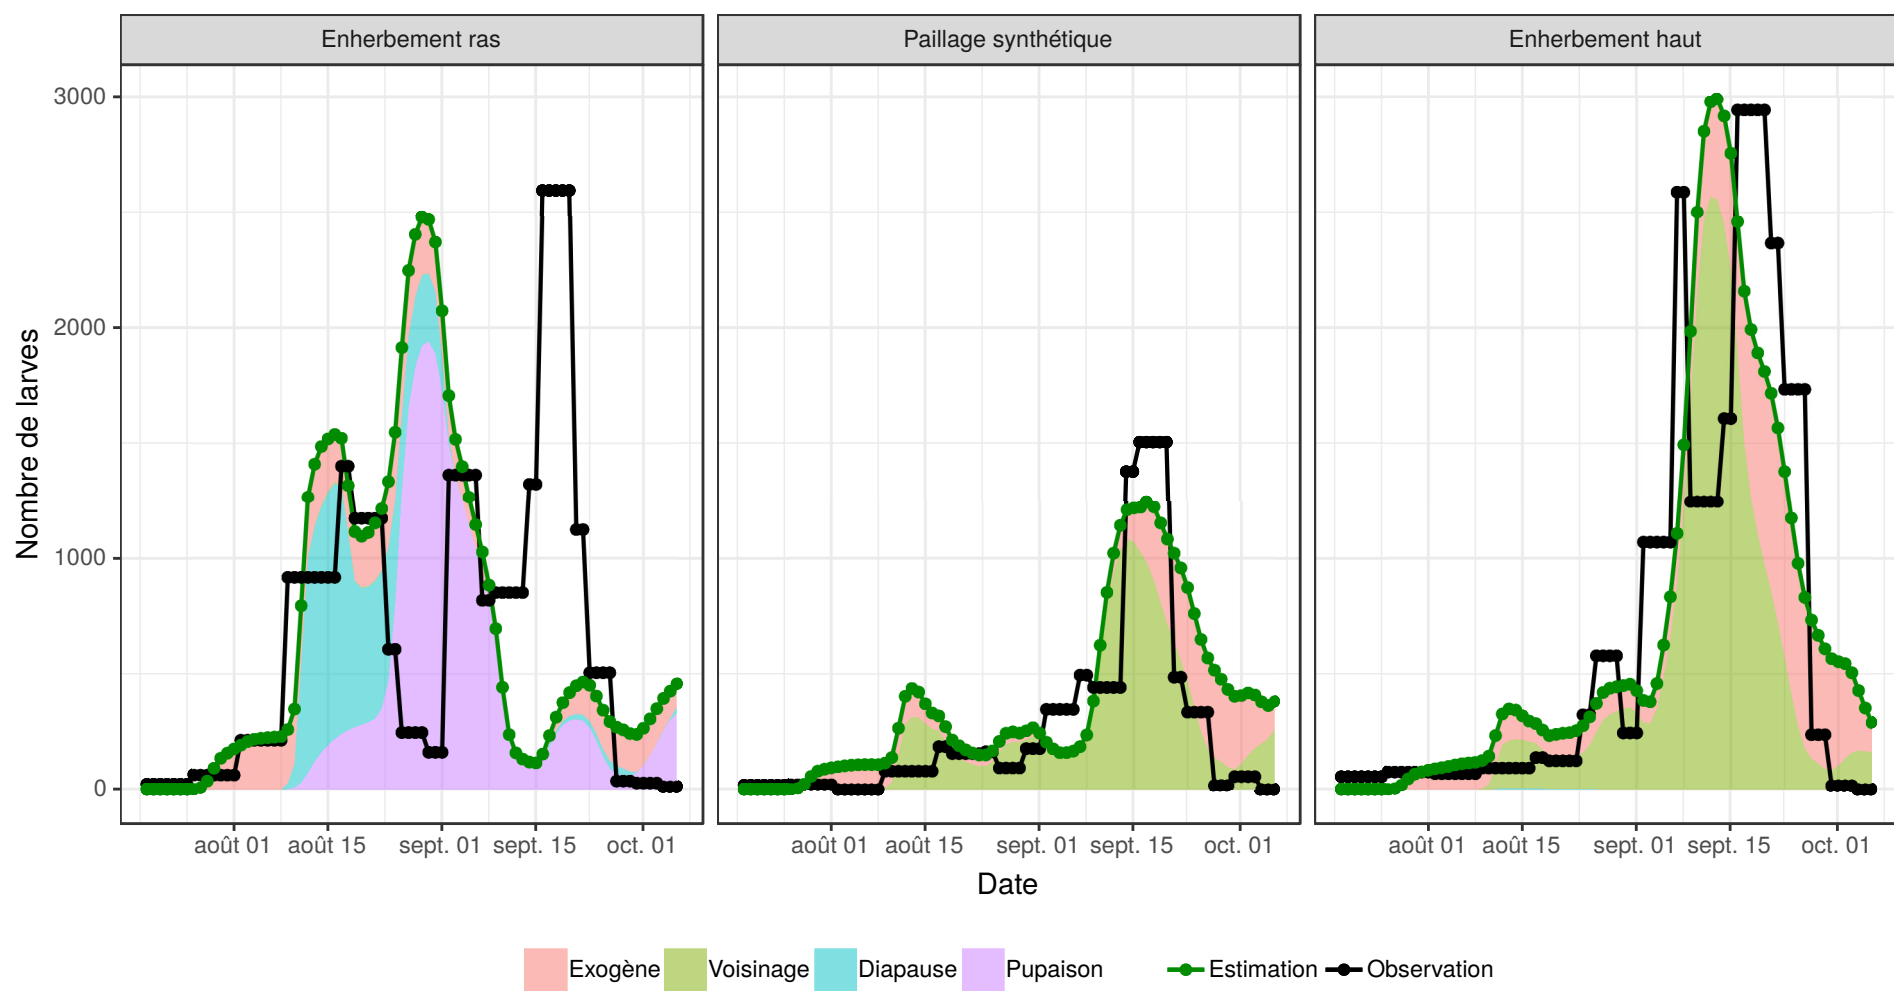 Enherbement ras
Paillage synthétique
Enherbement haut
3000
2000
1000
0
Nombre de larves
août 01 août 15 sept. 01 sept. 15 oct. 01
août 01 août 15 sept. 01 sept. 15 oct. 01
août 01 août 15 sept. 01 sept. 15 oct. 01
Date
Exogène Voisinage Diapause Pupaison Estimation Observation